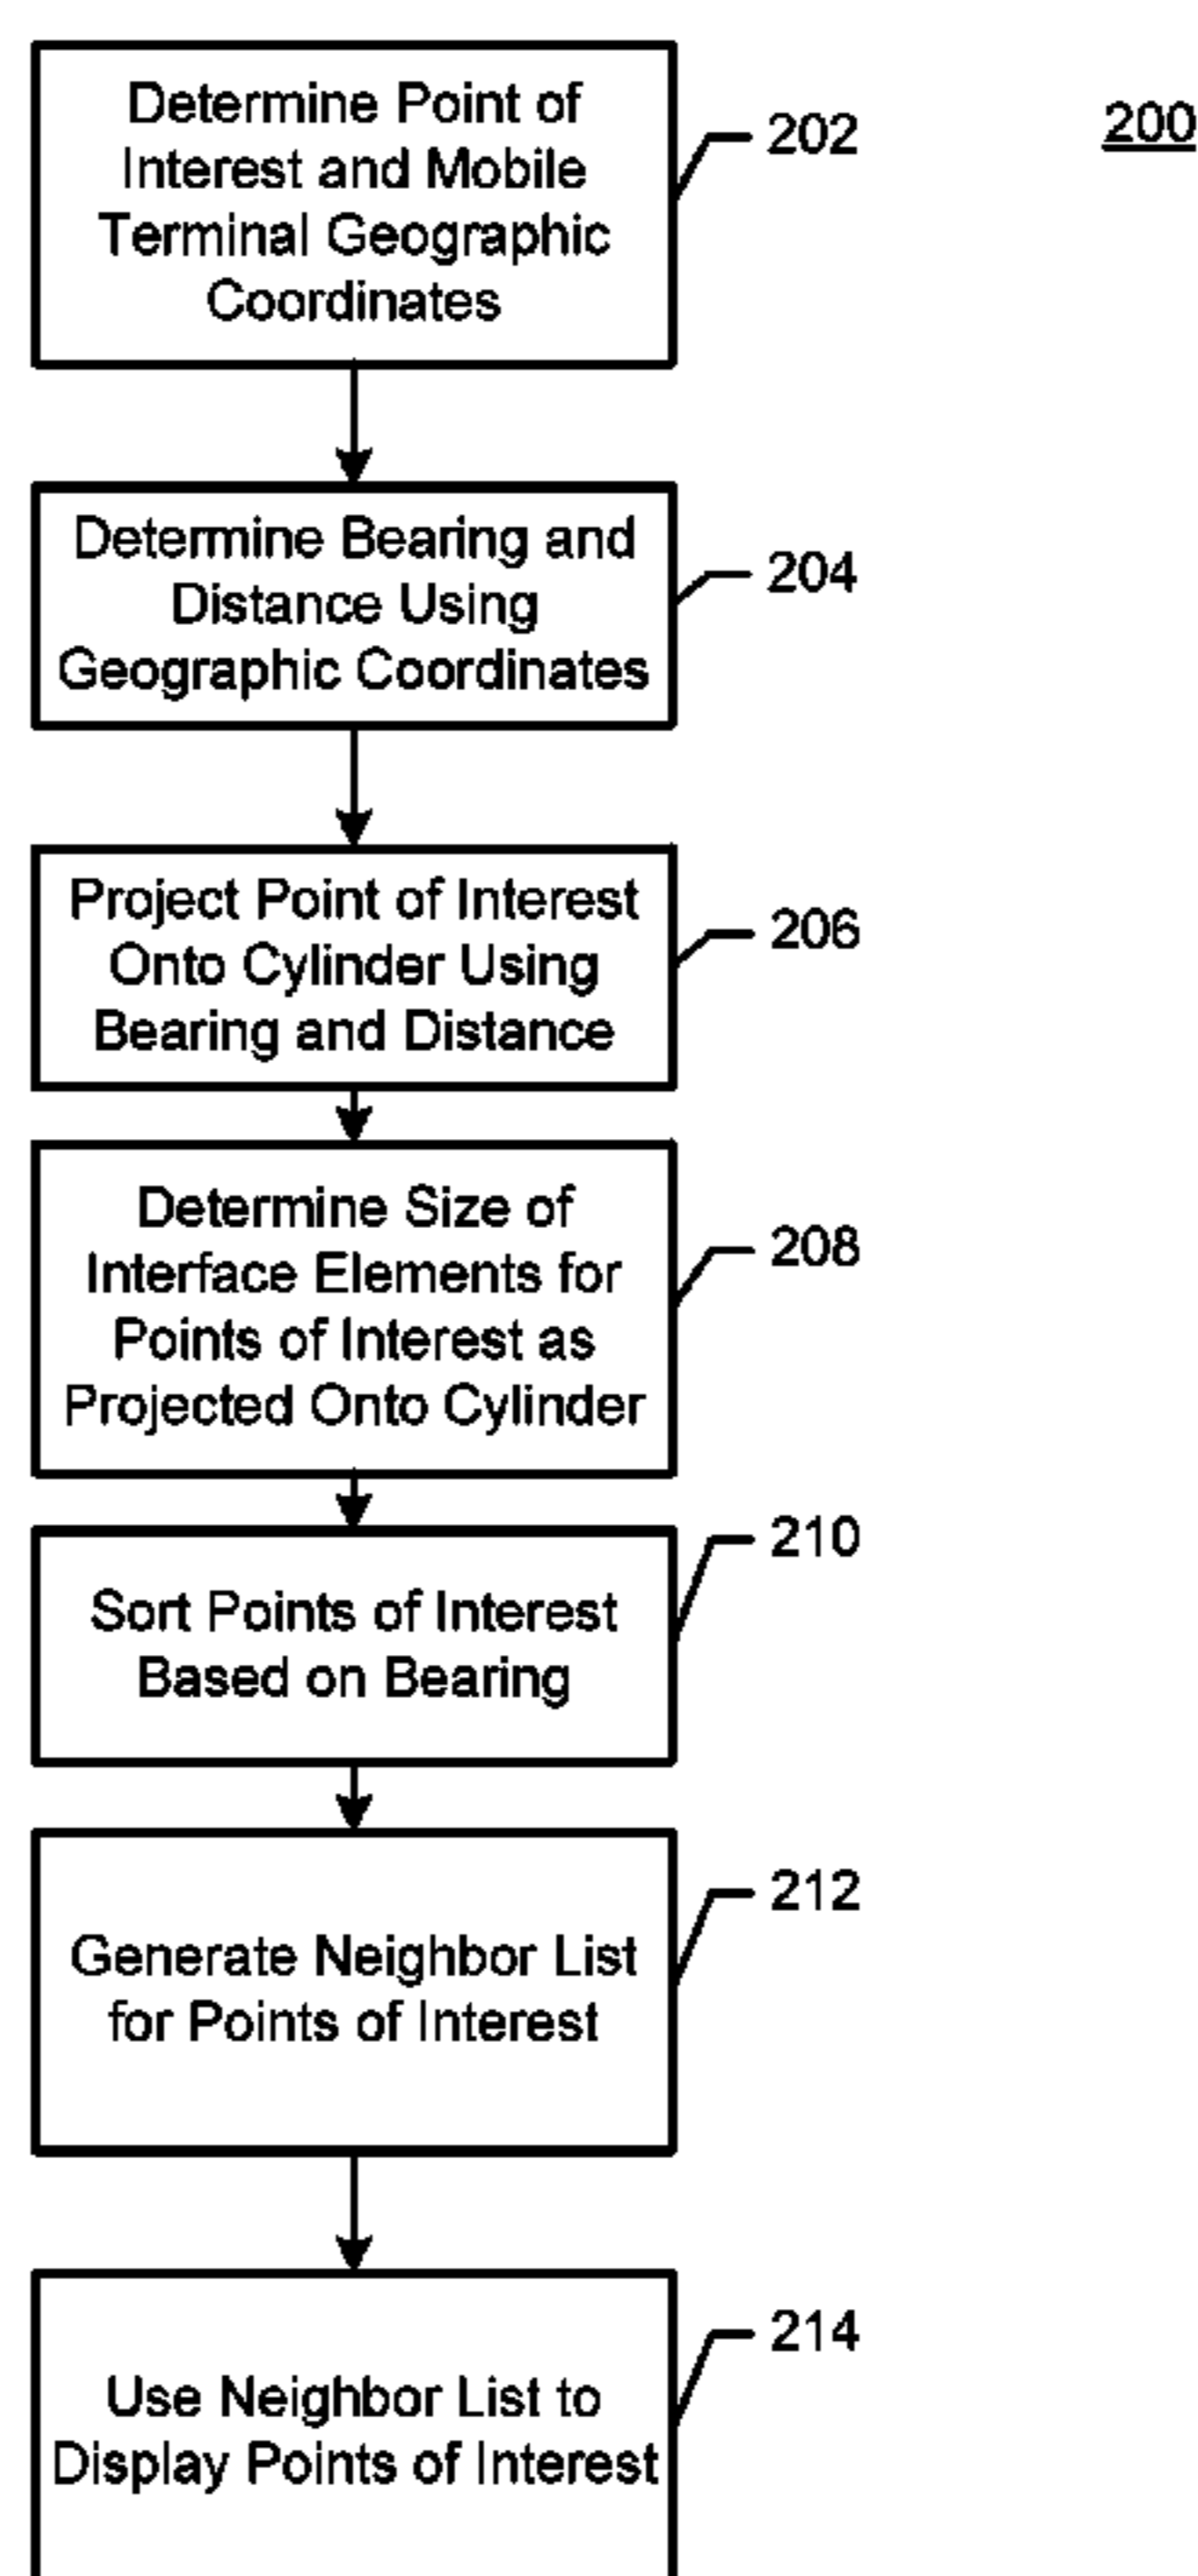 200
Determine Point of
Interest and Mobile
Terminal Geographic
Coordinates
202
Determine Bearing and
Distance Using
Geographic Coordinates
204
Project Point of Interest
Onto Cylinder Using
Bearing and Distance
206
Determine Size of
Interface Elements for
Points of Interest as
Projected Onto Cylinder
208
Sort Points of Interest
Based on Bearing
210
Generate Neighbor List
for Points of Interest
212
Use Neighbor List to
Display Points of Interest
214